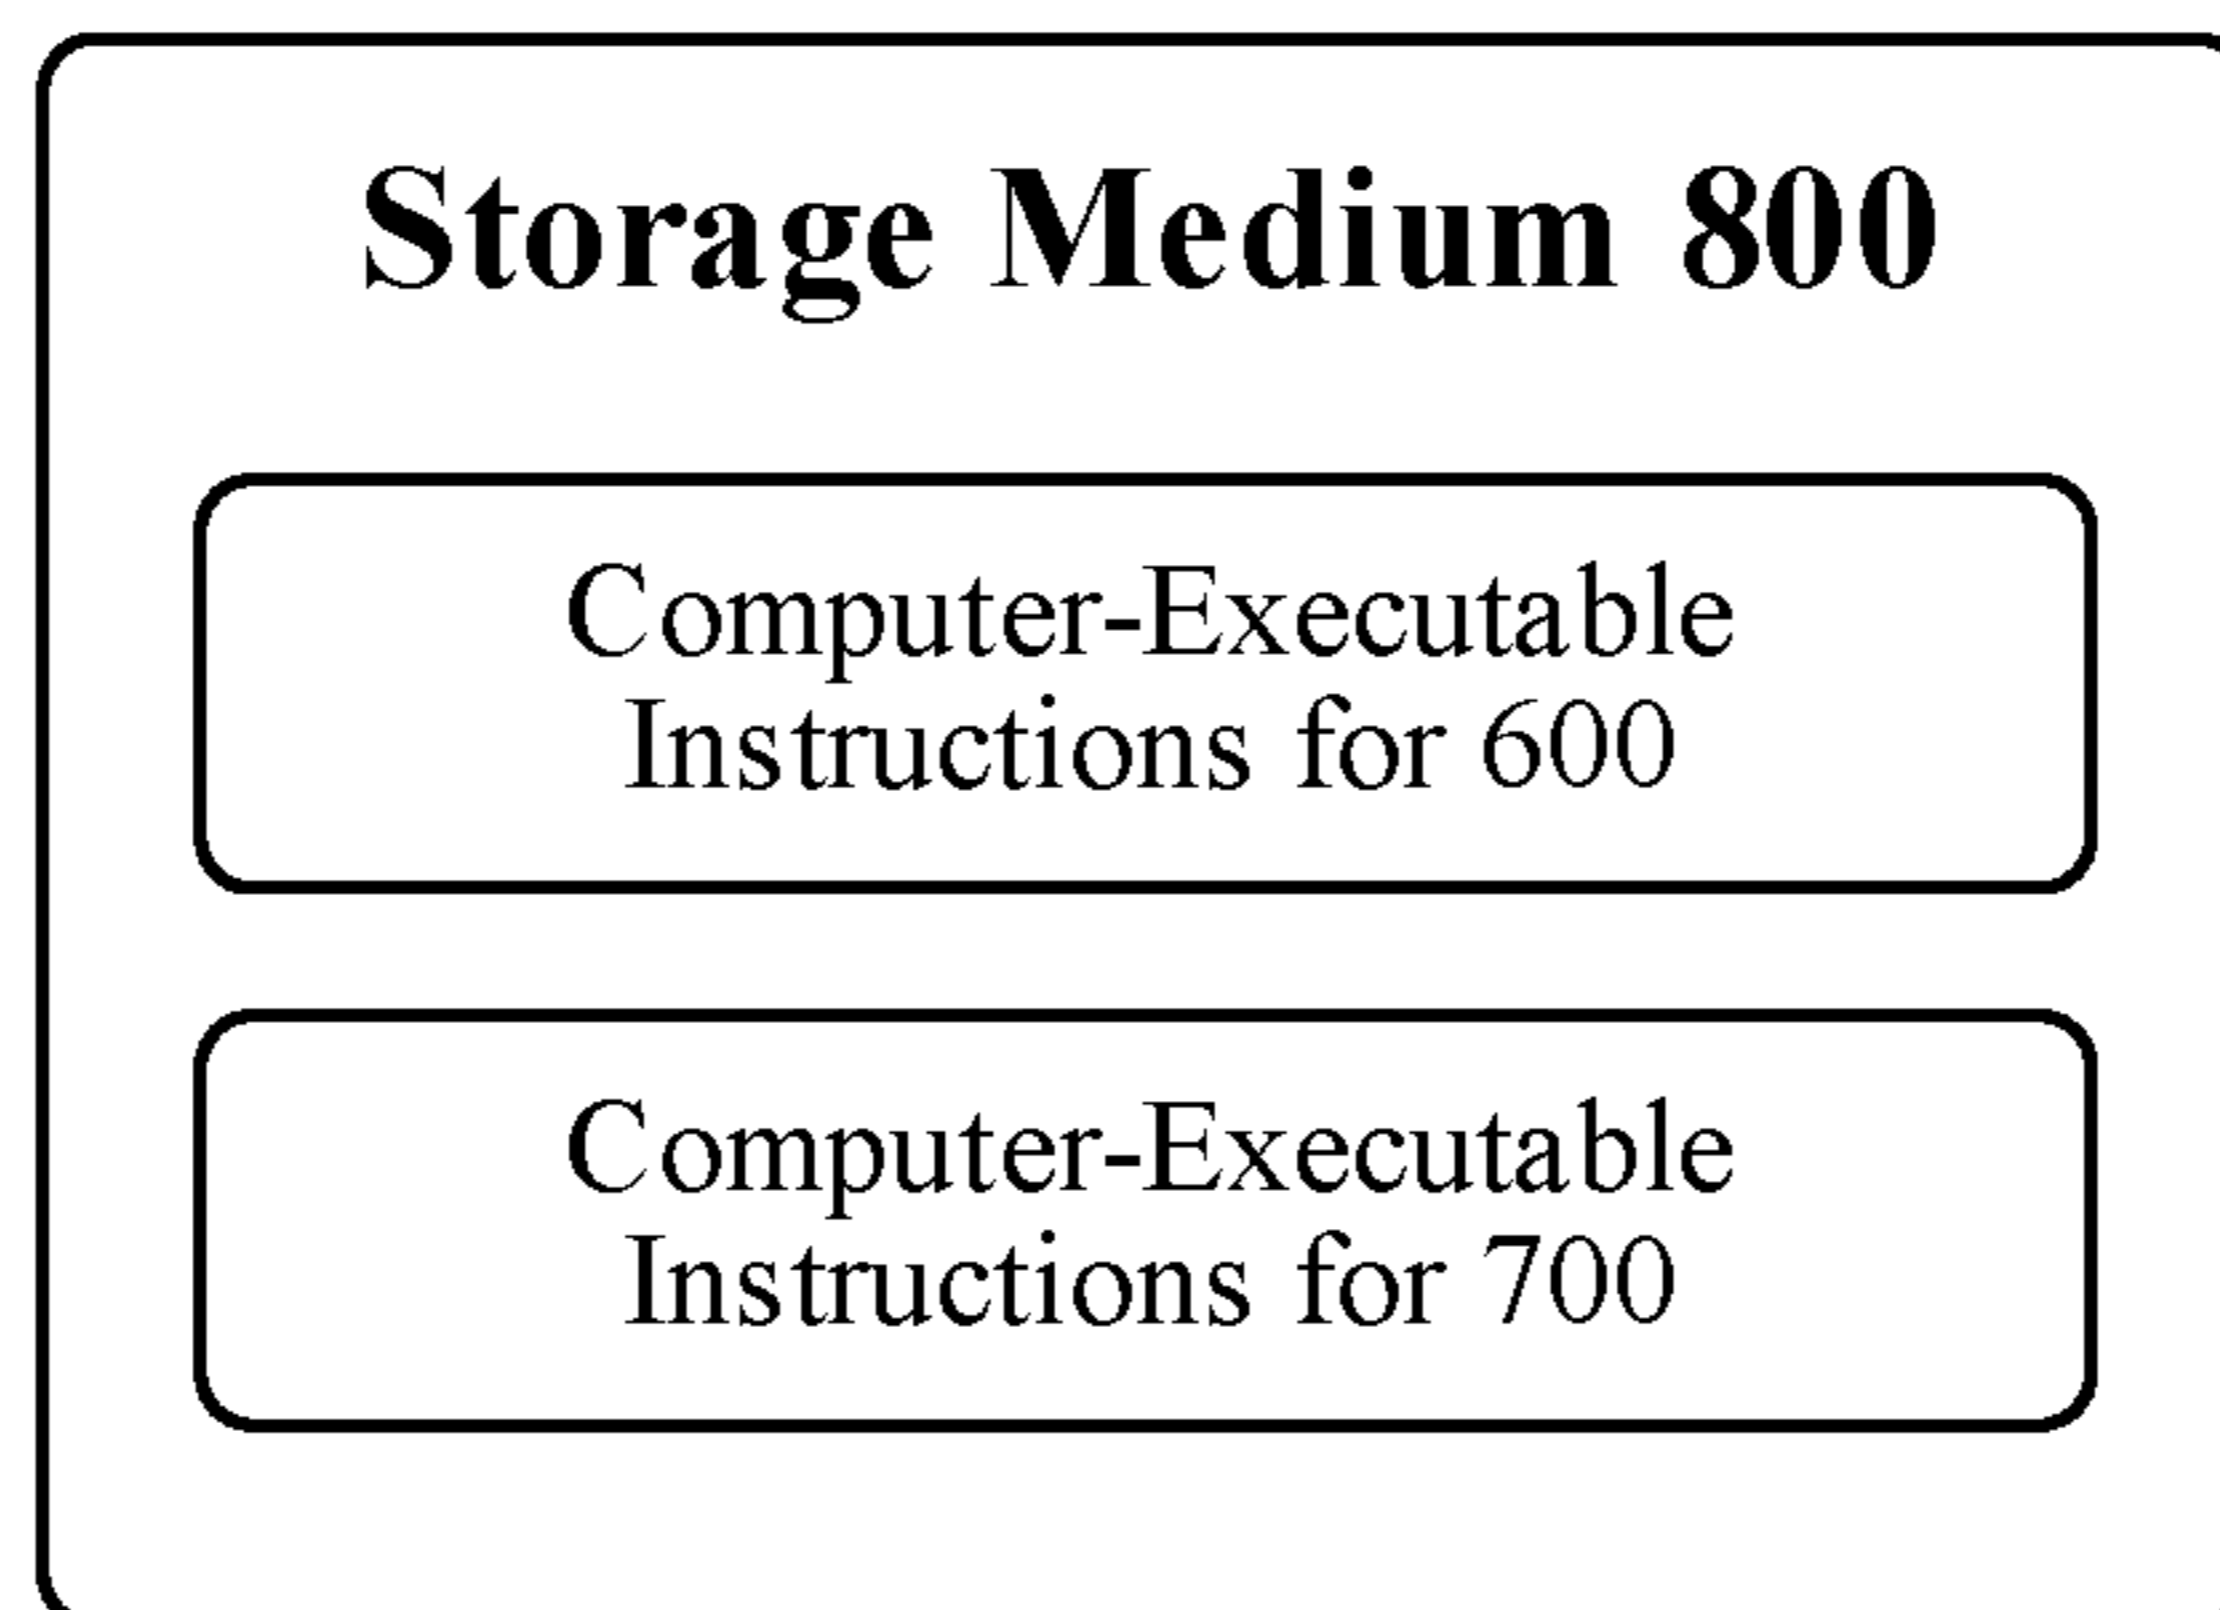 Storage Medium 800
Computer-Executable
Instructions for 600
Computer-Executable
Instructions for 700